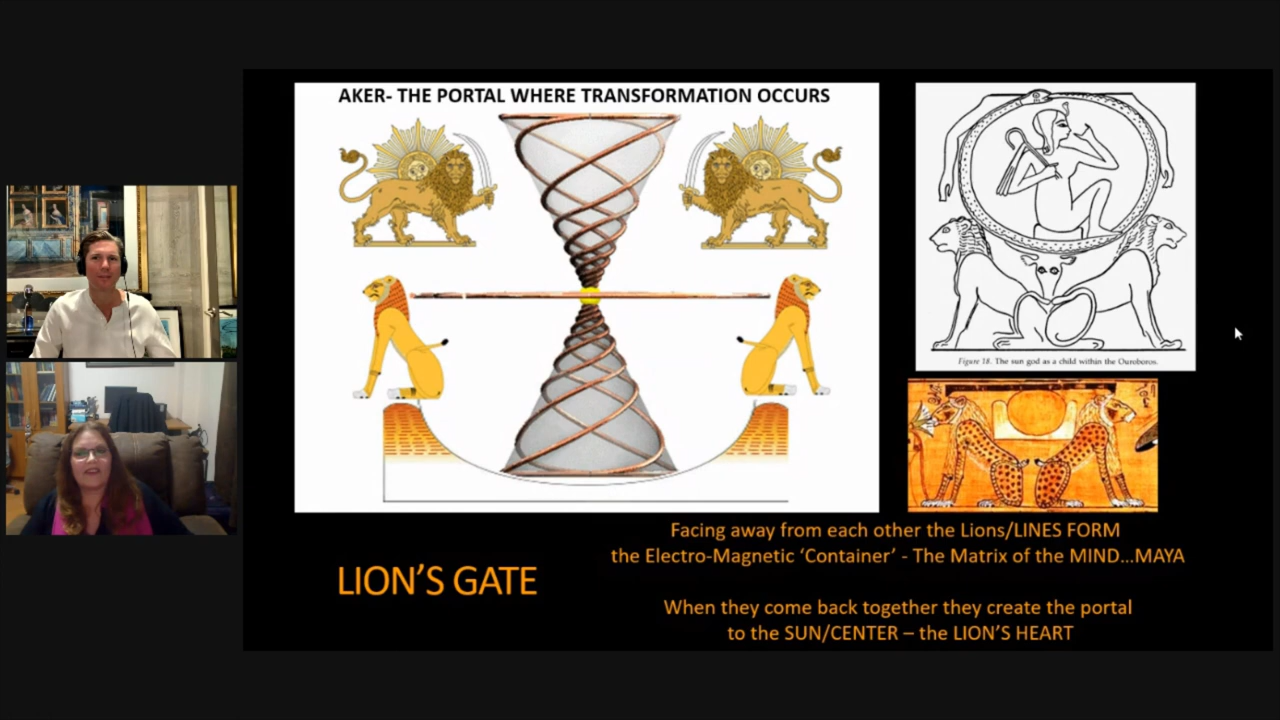 AKER- THE PORTAL WHERE TRANSFORMATION OCCURS
Figure 18. The sun god as a child within the Ouroboros.
Facing away from each other the Lions/LINES FORM
the Electro-Magnetic ‘Container’ - The Matrix of the MIND...MAYA
LION’S GATE
When they come back together they create the portal
to the SUN/CENTER – the LION’S HEART